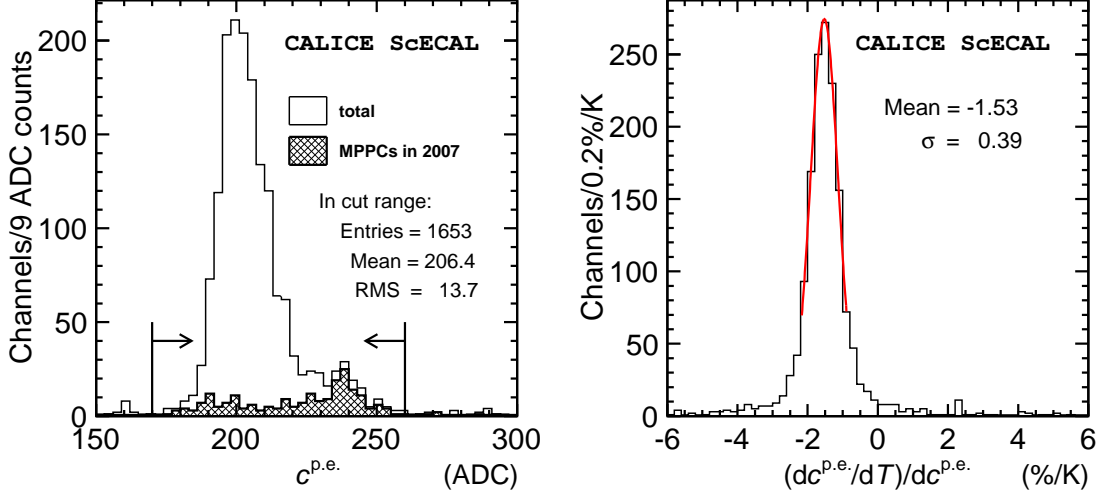 CALICE ScECAL
total
MPPCs in 2007
In cut range:
Entries = 1653
Mean = 206.4
RMS = 13.7
Channels/9 ADC counts
200
150
100
50
0
150 200 250 300
c^p.e. (ADC)
CALICE ScECAL
Mean = -1.53
σ = 0.39
Channels/0.2%/K
250
200
150
100
50
0
-6 -4 -2 0 2 4 6
(dc^p.e./dT)/dc^p.e. (%/K)